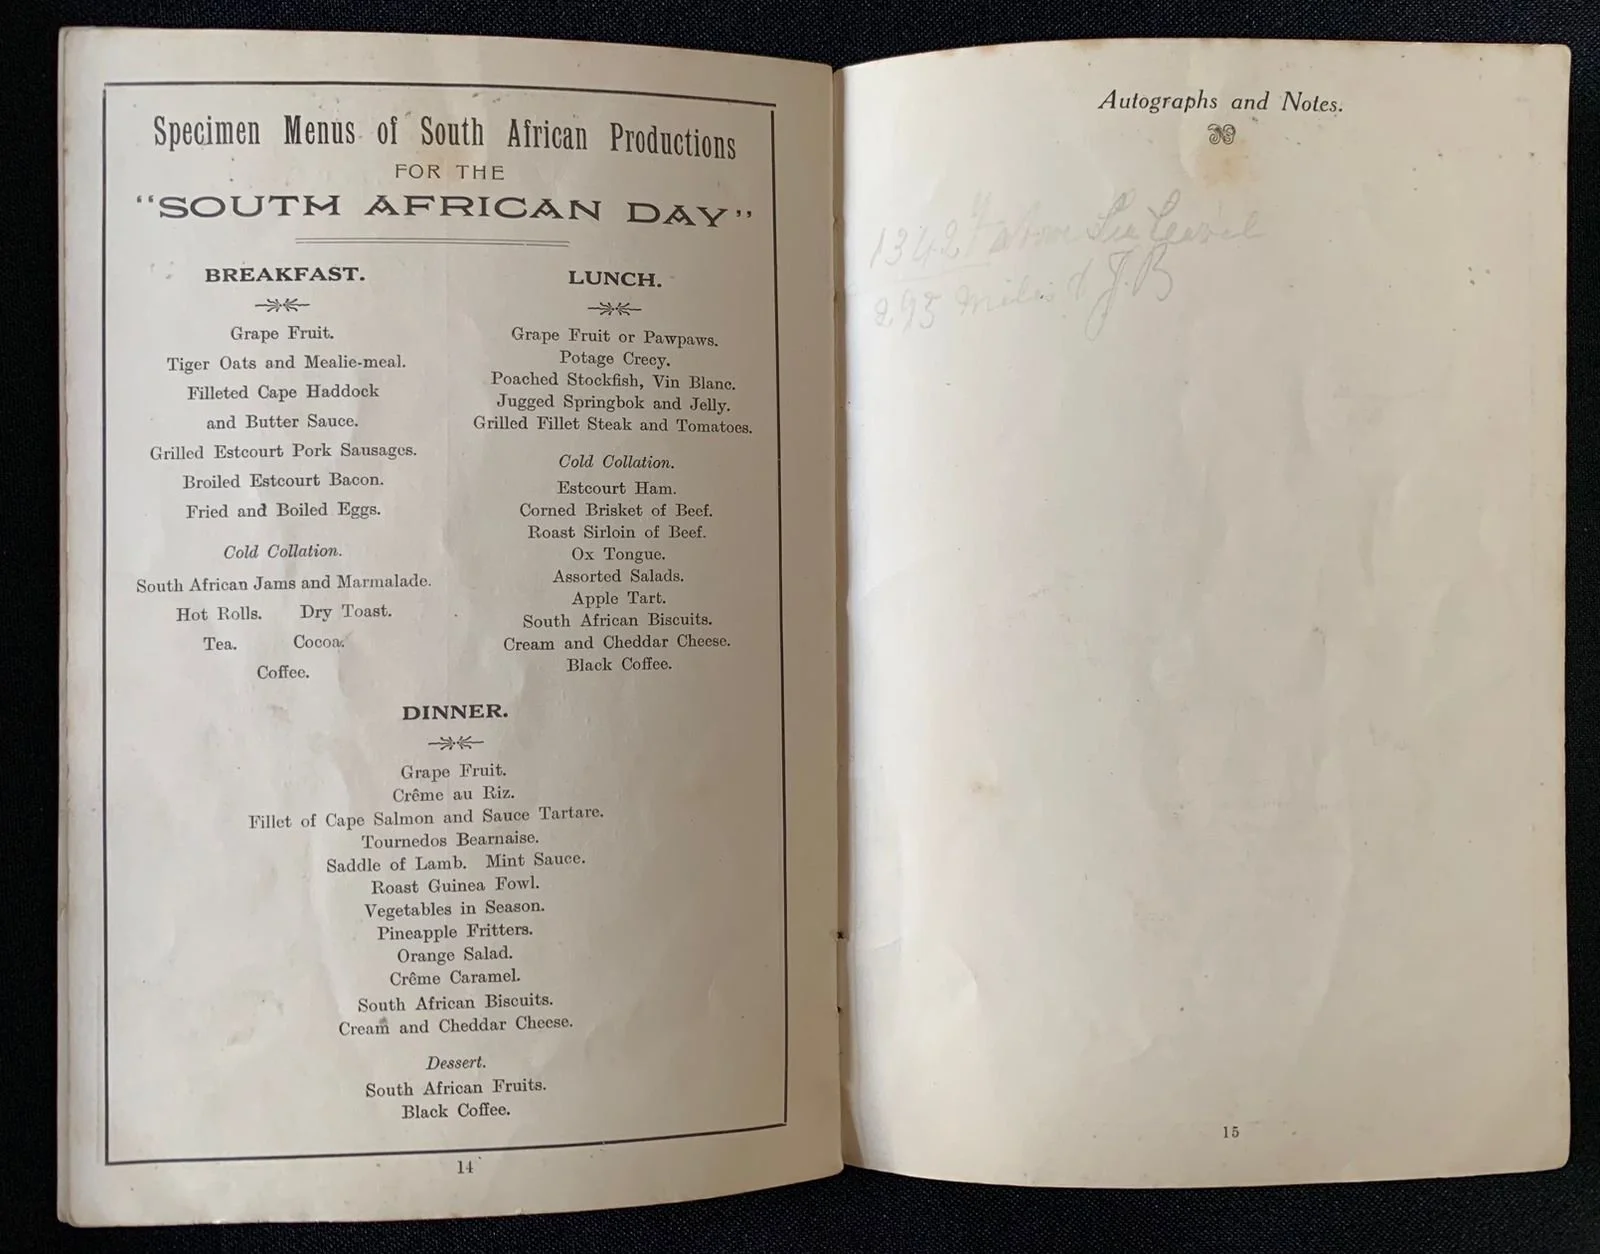 Specimen Menus of South African Productions
FOR THE
"SOUTH AFRICAN DAY"
BREAKFAST.
Grape Fruit.
Tiger Oats and Mealie-meal.
Filleted Cape Haddock
and Butter Sauce.
Grilled Estcourt Pork Sausages.
Broiled Estcourt Bacon.
Fried and Boiled Eggs.
Cold Collation.
South African Jams and Marmalade.
Hot Rolls. Dry Toast.
Tea. Cocoa.
Coffee.
LUNCH.
Grape Fruit or Pawpaws.
Potage Crecy.
Poached Stockfish, Vin Blanc.
Jugged Springbok and Jelly.
Grilled Fillet Steak and Tomatoes.
Cold Collation.
Estcourt Ham.
Corned Brisket of Beef.
Roast Sirloin of Beef.
Ox Tongue.
Assorted Salads.
Apple Tart.
South African Biscuits.
Cream and Cheddar Cheese.
Black Coffee.
DINNER.
Grape Fruit.
Crême au Riz.
Fillet of Cape Salmon and Sauce Tartare.
Tournedos Bearnaise.
Saddle of Lamb. Mint Sauce.
Roast Guinea Fowl.
Vegetables in Season.
Pineapple Fritters.
Orange Salad.
Crême Caramel.
South African Biscuits.
Cream and Cheddar Cheese.
Dessert.
South African Fruits.
Black Coffee.
14
Autographs and Notes.
1342 above Level
295 miles J.B
15